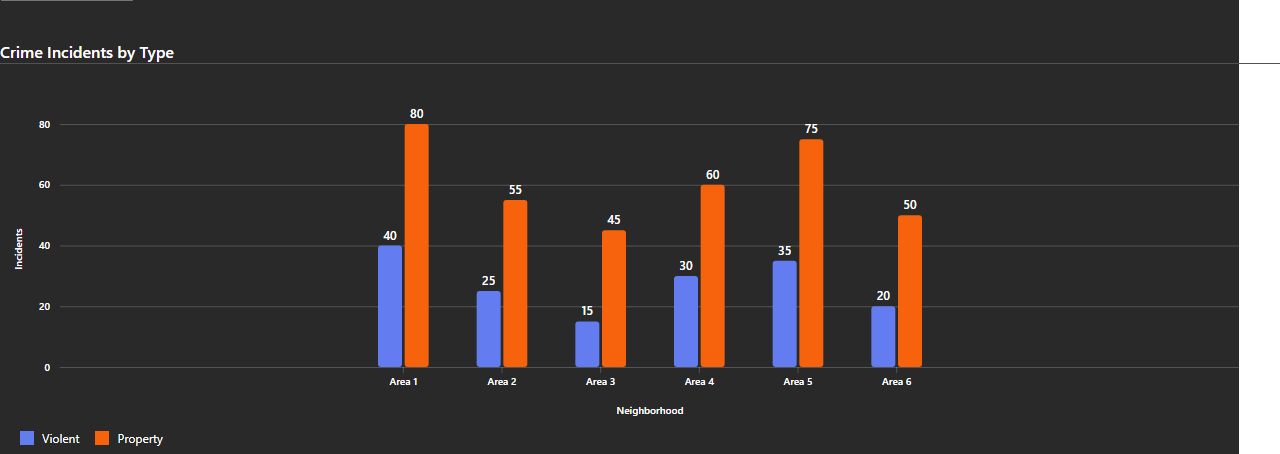 Crime Incidents by Type
80
80
75
60
60
55
50
45
40
40
35
30
25
20
20
15
0
Incidents
Area 1
Area 2
Area 3
Area 4
Area 5
Area 6
Neighborhood
Violent
Property